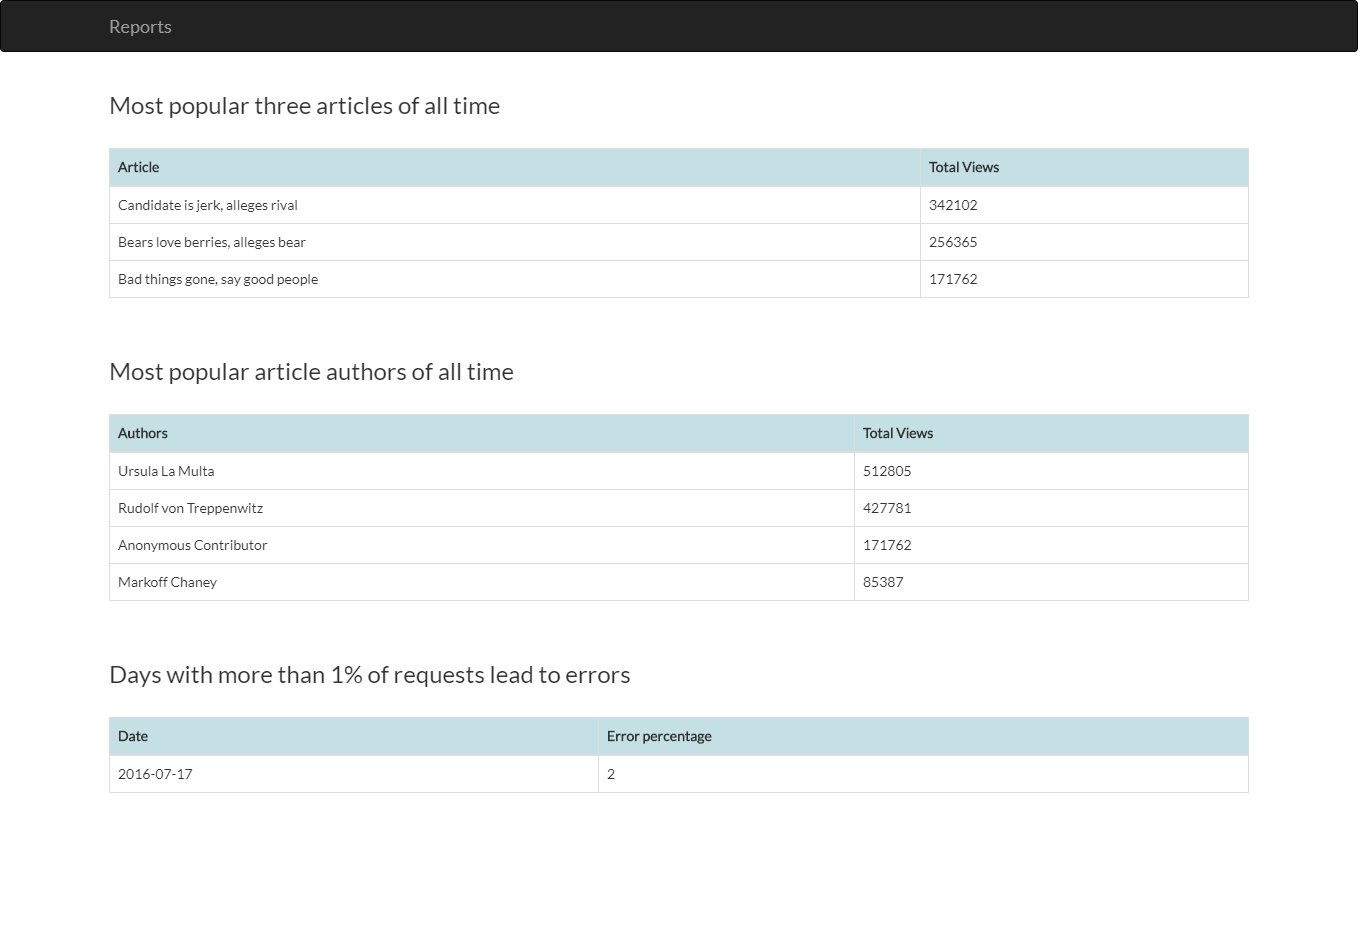 Reports
Most popular three articles of all time
Article Total Views
Candidate is jerk, alleges rival 342102
Bears love berries, alleges bear 256365
Bad things gone, say good people 171762
Most popular article authors of all time
Authors Total Views
Ursula La Multa 512805
Rudolf von Treppenwitz 427781
Anonymous Contributor 171762
Markoff Chaney 85387
Days with more than 1% of requests lead to errors
Date Error percentage
2016-07-17 2